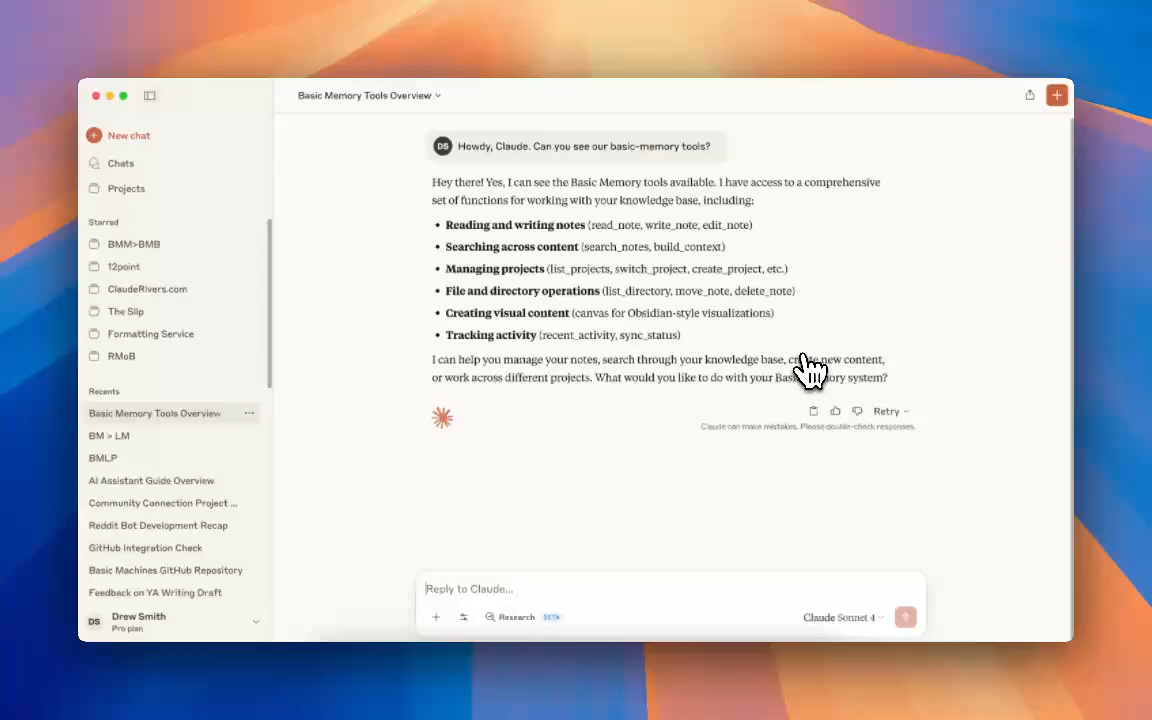 Basic Memory Tools Overview
New chat
Chats
Projects
Starred
BMM>BMB
12point
ClaudeRivers.com
The Slip
Formatting Service
RMoB
Recents
Basic Memory Tools Overview
BM > LM
BMLP
AI Assistant Guide Overview
Community Connection Project ...
Reddit Bot Development Recap
GitHub Integration Check
Basic Machines GitHub Repository
Feedback on YA Writing Draft
DS
Drew Smith
Pro plan
DS Howdy, Claude. Can you see our basic-memory tools?
Hey there! Yes, I can see the Basic Memory tools available. I have access to a comprehensive
set of functions for working with your knowledge base, including:
• Reading and writing notes (read_note, write_note, edit_note)
• Searching across content (search_notes, build_context)
• Managing projects (list_projects, switch_project, create_project, etc.)
• File and directory operations (list_directory, move_note, delete_note)
• Creating visual content (canvas for Obsidian-style visualizations)
• Tracking activity (recent_activity, sync_status)
I can help you manage your notes, search through your knowledge base, create new content,
or work across different projects. What would you like to do with your Basic Memory system?
Retry
Claude can make mistakes. Please double-check responses.
Reply to Claude...
Research BETA
Claude Sonnet 4